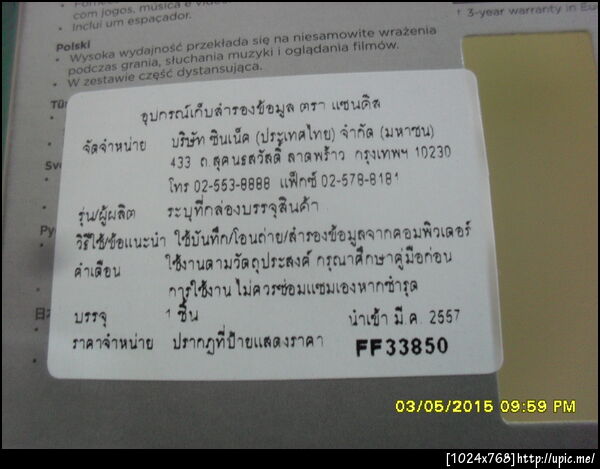 com jogos, música e
• Inclui um espaçador.
† 3-year warranty in Eu
Polski
• Wysoka wydajność przekłada się na niesamowite wrażenia
podczas grania, słuchania muzyki i oglądania filmów.
• W zestawie część dystansująca.
อุปกรณ์เก็บสำรองข้อมูล ตรา แซนดิส
จัดจำหน่าย บริษัท ซินเน็ค (ประเทศไทย) จำกัด (มหาชน)
433 ถ.สุคนธสวัสดิ์ ลาดพร้าว กรุงเทพฯ 10230
โทร 02-553-8888 แฟ็กซ์ 02-578-8181
รุ่น/ผู้ผลิต ระบุที่กล่องบรรจุสินค้า
วิธีใช้/ข้อแนะนำ ใช้บันทึก/โอนถ่าย/สำรองข้อมูลจากคอมพิวเตอร์
คำเตือน ใช้งานตามวัตถุประสงค์ กรุณาศึกษาคู่มือก่อน
การใช้งาน ไม่ควรซ่อมแซมเองหากชำรุด
บรรจุ 1 ชิ้น นำเข้า มี.ค. 2557
ราคาจำหน่าย ปรากฏที่ป้ายแสดงราคา FF33850
03/05/2015 09:59 PM
[1024x768]http://upic.me/